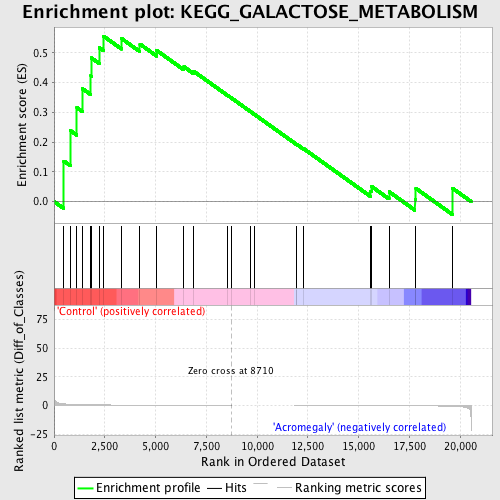 Enrichment plot: KEGG_GALACTOSE_METABOLISM
Enrichment score (ES)
0.5
0.4
0.3
0.2
0.1
0.0
'Control' (positively correlated)
Ranked list metric (Diff_of_Classes)
75
50
25
0
-25
Zero cross at 8710
'Acromegaly' (negatively correlated)
0 2,500 5,000 7,500 10,000 12,500 15,000 17,500 20,000
Rank in Ordered Dataset
Enrichment profile Hits Ranking metric scores